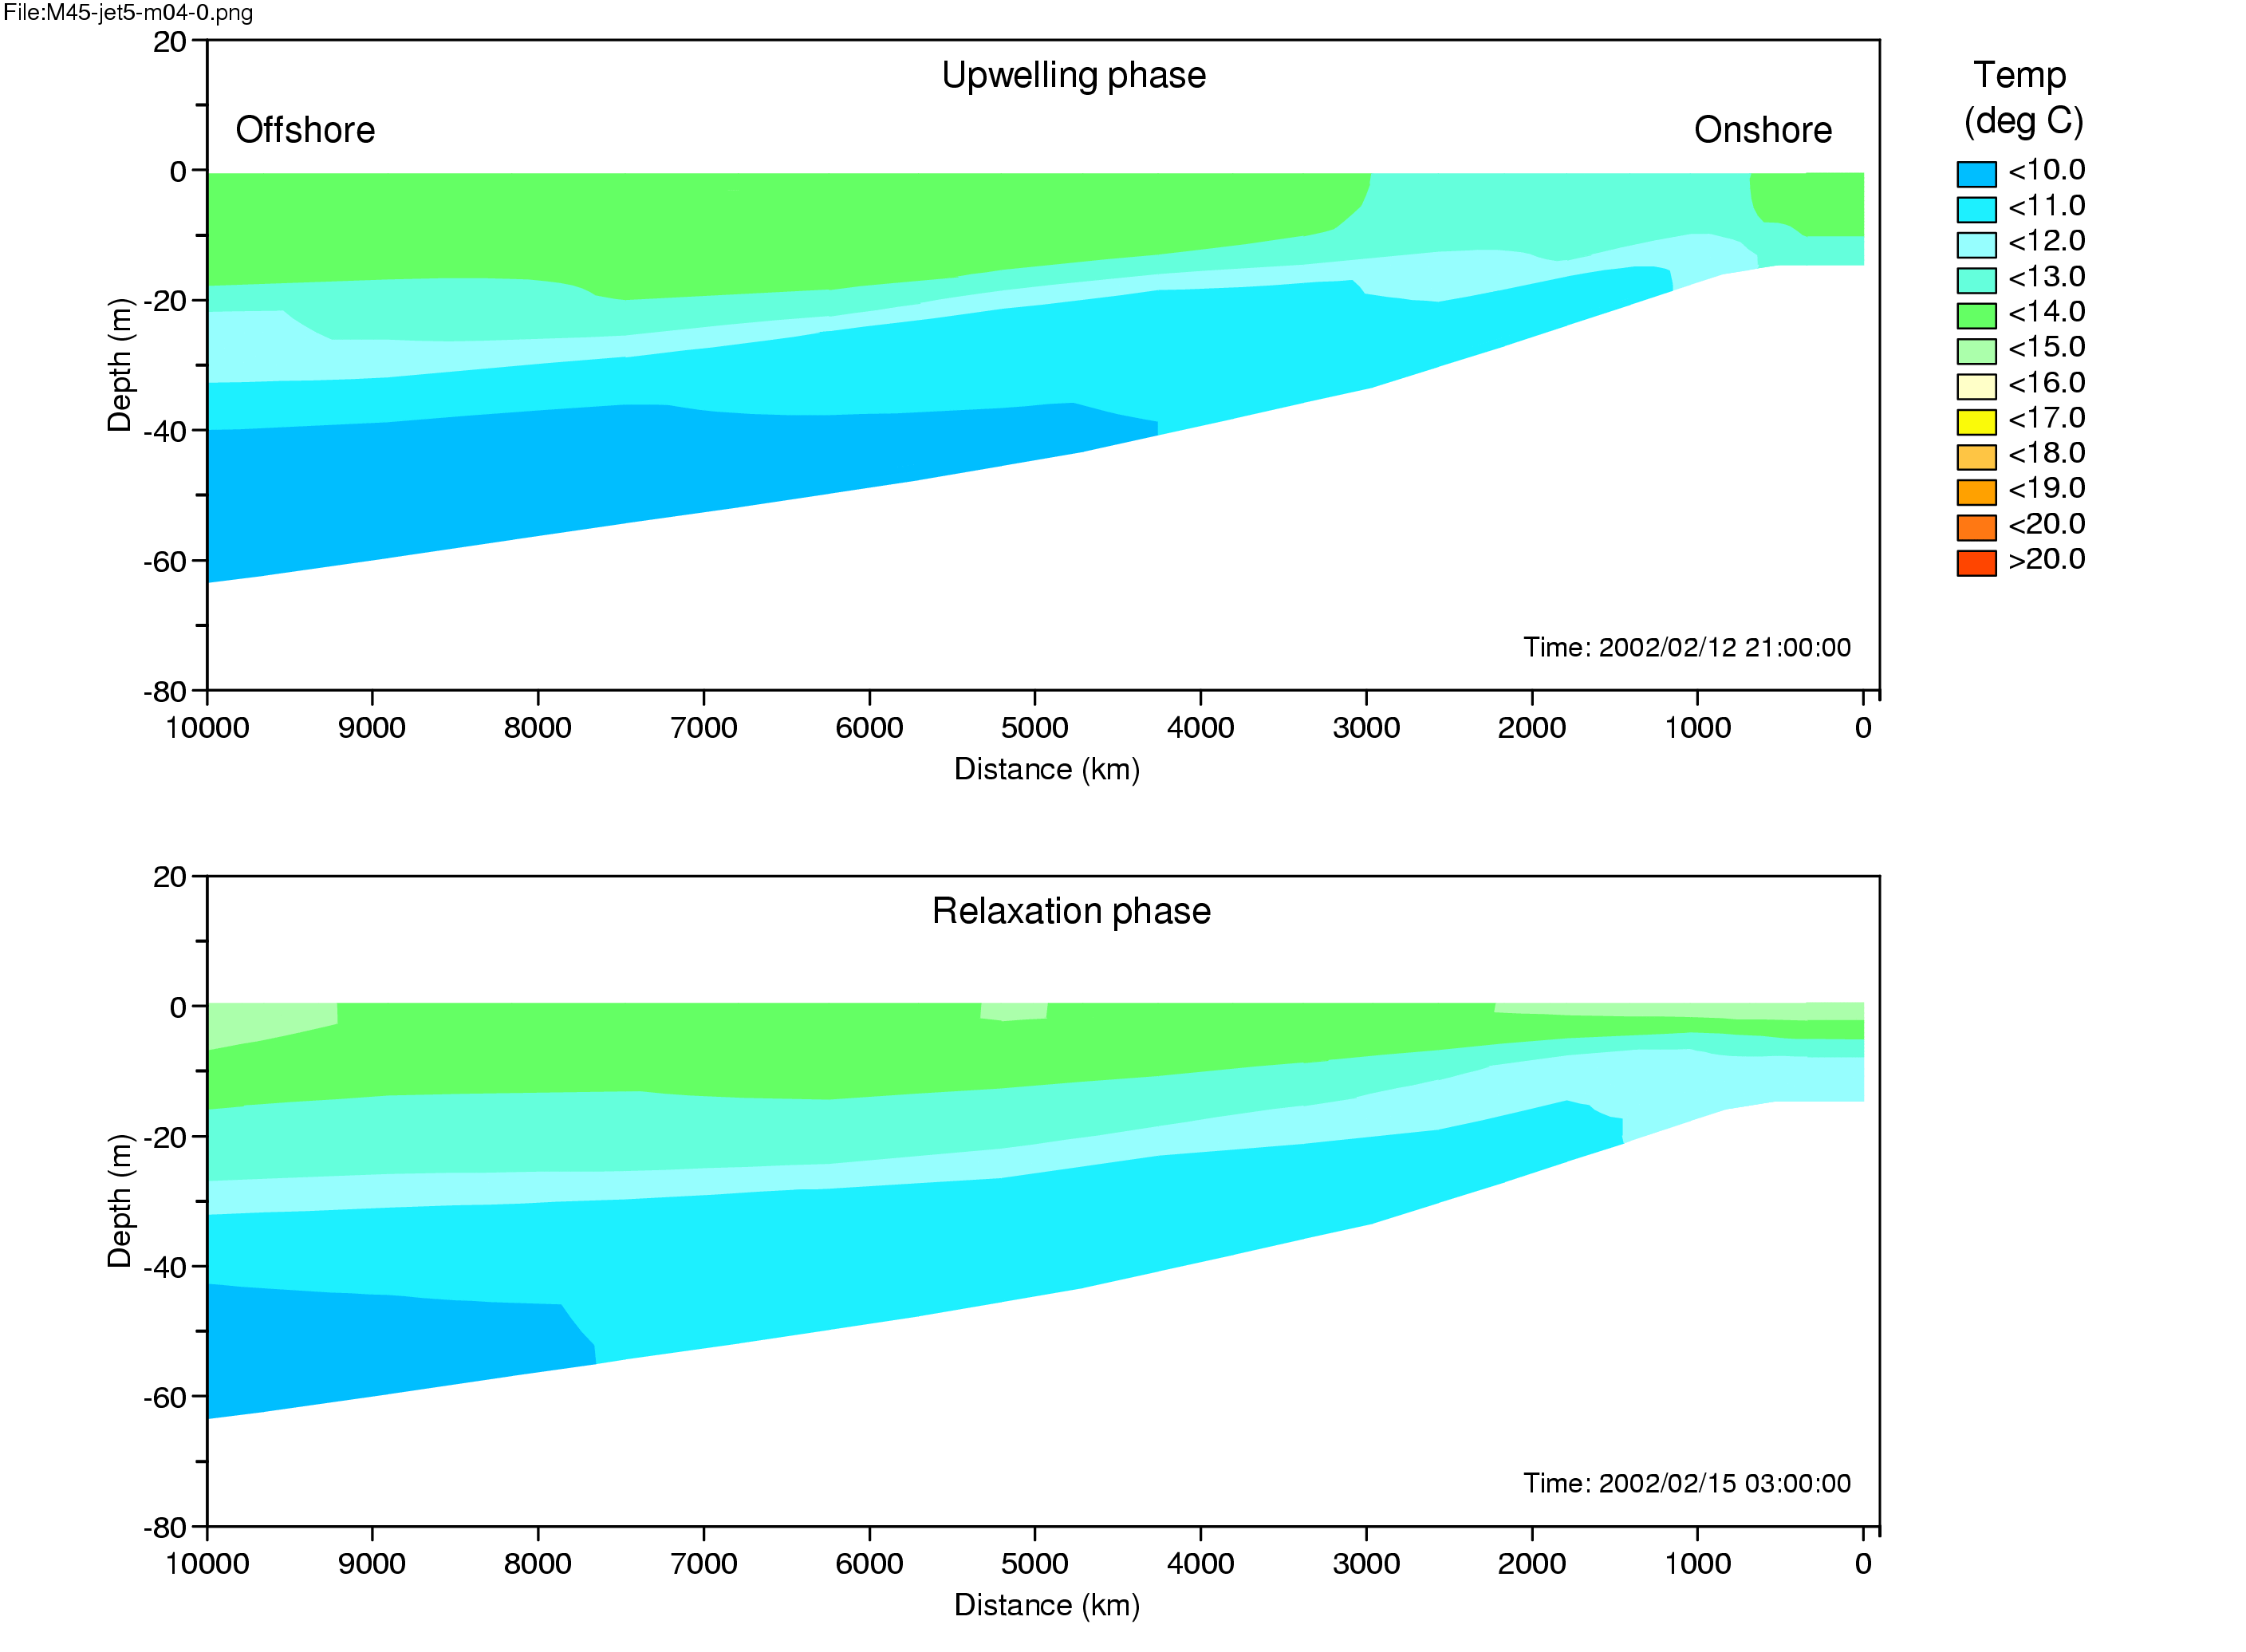 File:M45-jet5-m04-0.png
20
Upwelling phase
Offshore
Onshore
0
-20
-40
-60
-80
Depth (m)
Time: 2002/02/12 21:00:00
10000 9000 8000 7000 6000 5000 4000 3000 2000 1000 0
Distance (km)
Temp
(deg C)
<10.0
<11.0
<12.0
<13.0
<14.0
<15.0
<16.0
<17.0
<18.0
<19.0
<20.0
>20.0
20
Relaxation phase
0
-20
-40
-60
-80
Depth (m)
Time: 2002/02/15 03:00:00
10000 9000 8000 7000 6000 5000 4000 3000 2000 1000 0
Distance (km)